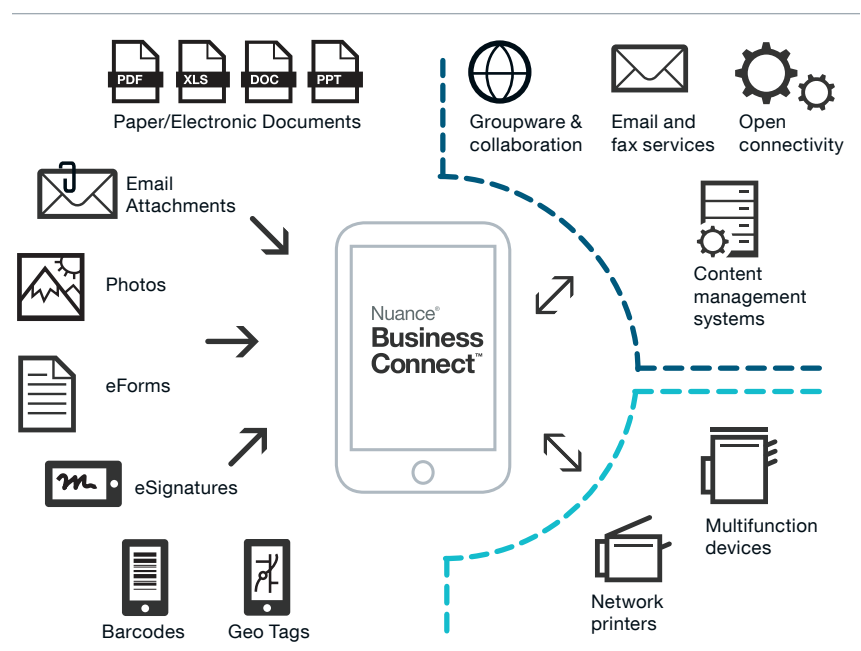 PDF
XLS
DOC
PPT
Paper/Electronic Documents
Groupware &
collaboration
Email and
fax services
Open
connectivity
Email
Attachments
Content
management
systems
Photos
Nuance®
Business
Connect™
eForms
eSignatures
Multifunction
devices
Network
printers
Barcodes
Geo Tags